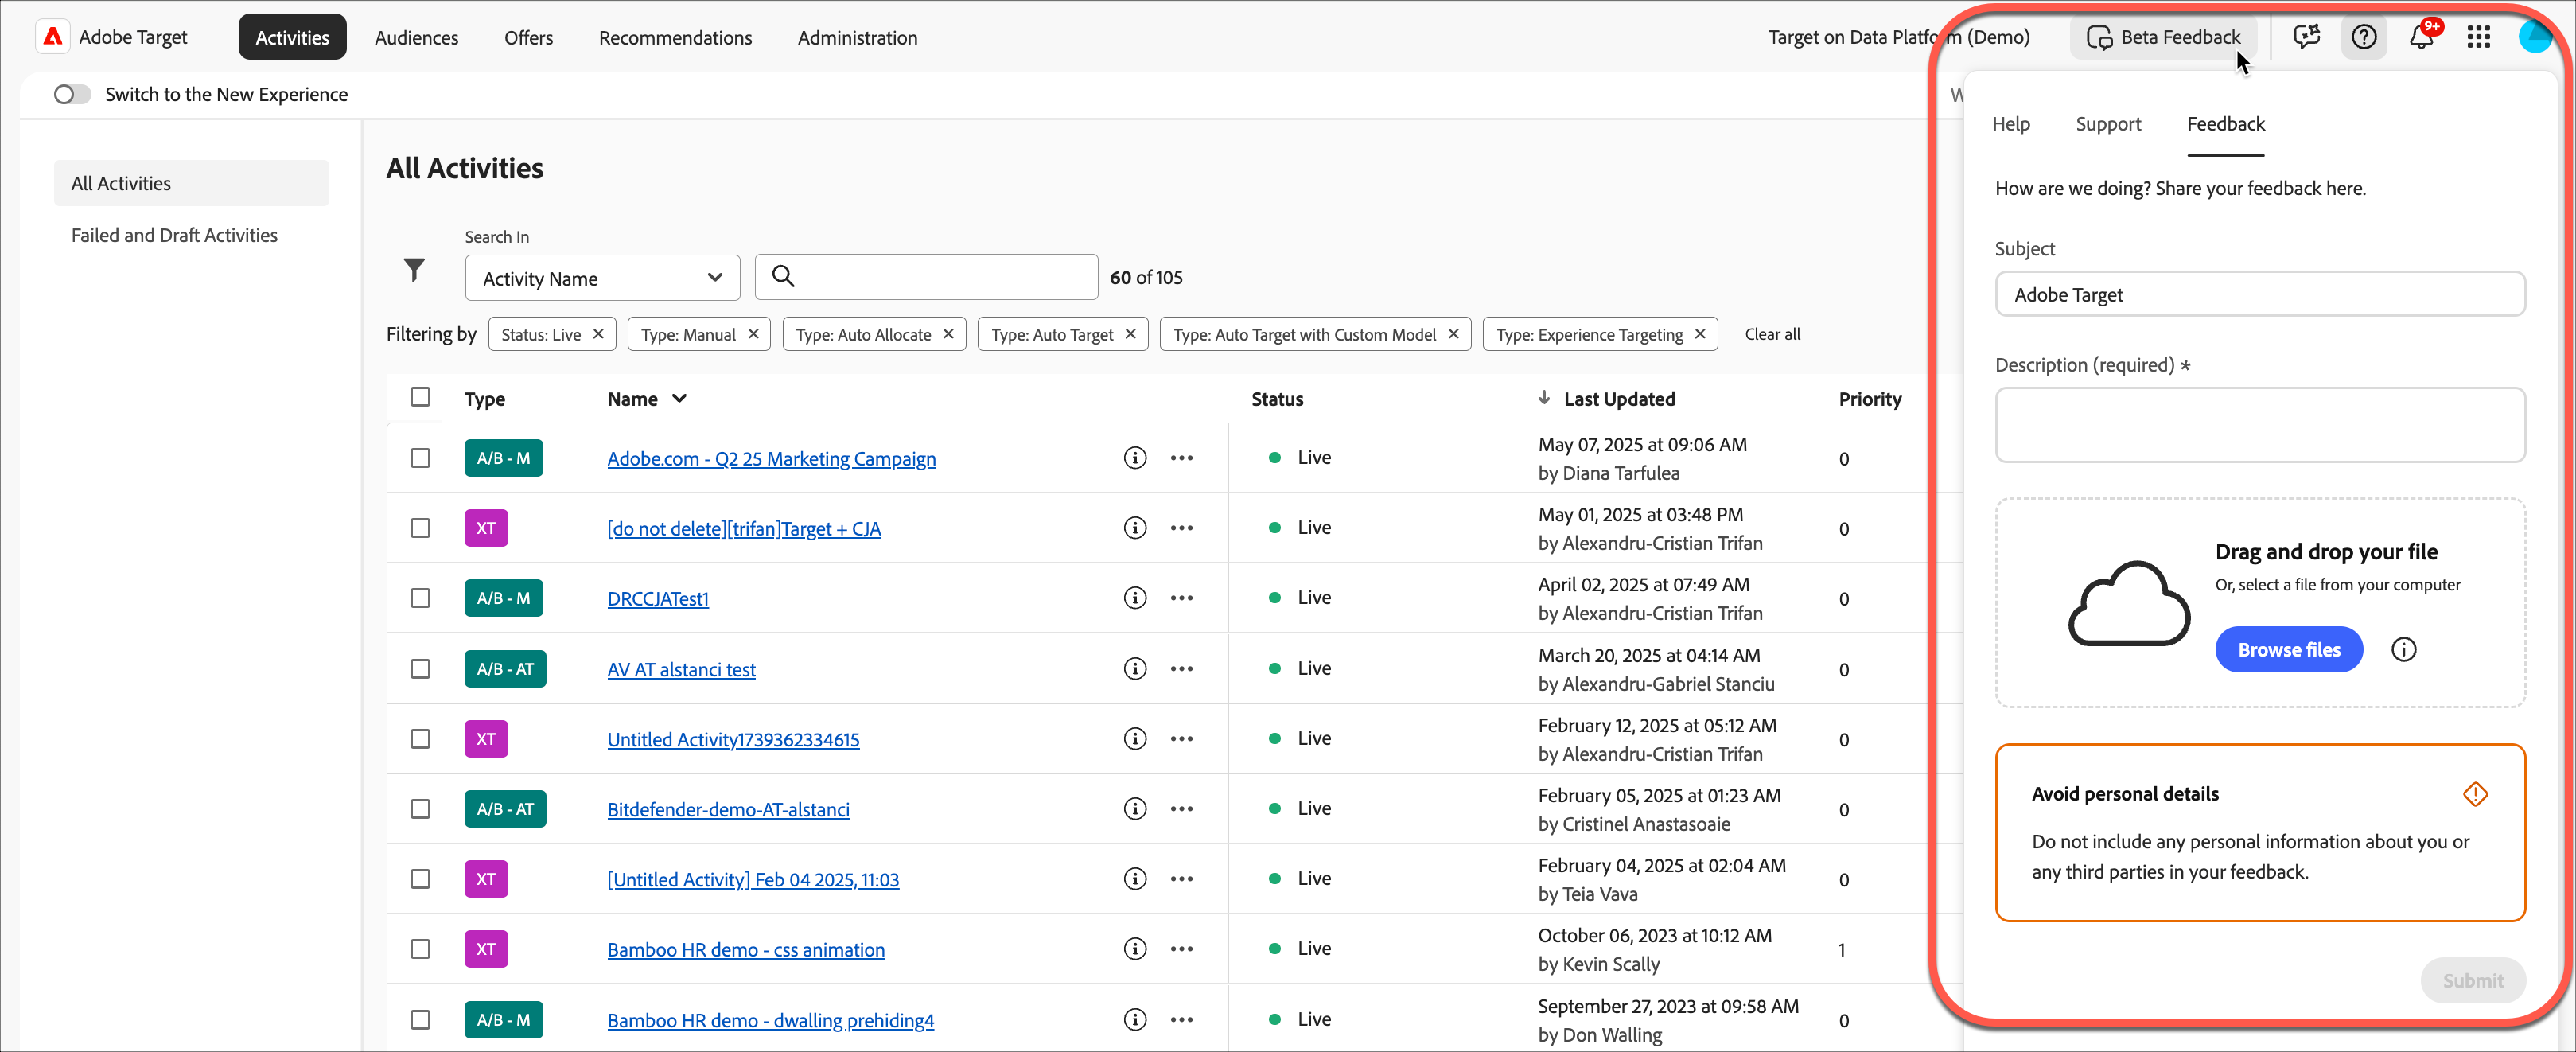 Adobe Target
Activities
Audiences
Offers
Recommendations
Administration
Target on Data Platform (Demo)
Beta Feedback
9+
Switch to the New Experience
W
All Activities
Failed and Draft Activities
All Activities
Search In
Activity Name
60 of 105
Filtering by
Status: Live
Type: Manual
Type: Auto Allocate
Type: Auto Target
Type: Auto Target with Custom Model
Type: Experience Targeting
Clear all
Type Name Status Last Updated Priority
A/B - M Adobe.com - Q2 25 Marketing Campaign Live May 07, 2025 at 09:06 AM 0
by Diana Tarfulea
XT [do not delete][trifan]Target + CJA Live May 01, 2025 at 03:48 PM 0
by Alexandru-Cristian Trifan
A/B - M DRCCJATest1 Live April 02, 2025 at 07:49 AM 0
by Alexandru-Cristian Trifan
A/B - AT AV AT alstanci test Live March 20, 2025 at 04:14 AM 0
by Alexandru-Gabriel Stanciu
XT Untitled Activity1739362334615 Live February 12, 2025 at 05:12 AM 0
by Alexandru-Cristian Trifan
A/B - AT Bitdefender-demo-AT-alstanci Live February 05, 2025 at 01:23 AM 0
by Cristinel Anastasoaie
XT [Untitled Activity] Feb 04 2025, 11:03 Live February 04, 2025 at 02:04 AM 0
by Teia Vava
XT Bamboo HR demo - css animation Live October 06, 2023 at 10:12 AM 1
by Kevin Scally
A/B - M Bamboo HR demo - dwalling prehiding4 Live September 27, 2023 at 09:58 AM 0
by Don Walling
Help
Support
Feedback
How are we doing? Share your feedback here.
Subject
Adobe Target
Description (required) *
Drag and drop your file
Or, select a file from your computer
Browse files
Avoid personal details
Do not include any personal information about you or
any third parties in your feedback.
Submit